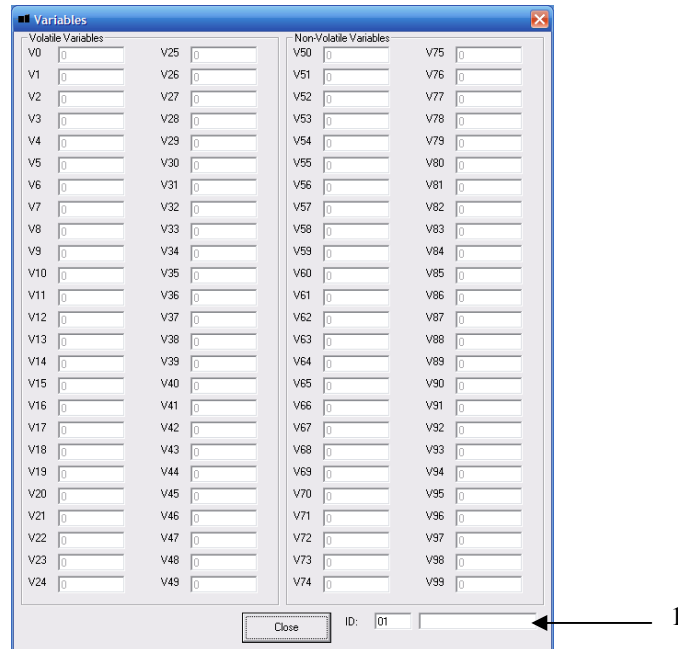 Variables
Volatile Variables Non-Volatile Variables
V0 0 V25 0 V50 0 V75 0
V1 0 V26 0 V51 0 V76 0
V2 0 V27 0 V52 0 V77 0
V3 0 V28 0 V53 0 V78 0
V4 0 V29 0 V54 0 V79 0
V5 0 V30 0 V55 0 V80 0
V6 0 V31 0 V56 0 V81 0
V7 0 V32 0 V57 0 V82 0
V8 0 V33 0 V58 0 V83 0
V9 0 V34 0 V59 0 V84 0
V10 0 V35 0 V60 0 V85 0
V11 0 V36 0 V61 0 V86 0
V12 0 V37 0 V62 0 V87 0
V13 0 V38 0 V63 0 V88 0
V14 0 V39 0 V64 0 V89 0
V15 0 V40 0 V65 0 V90 0
V16 0 V41 0 V66 0 V91 0
V17 0 V42 0 V67 0 V92 0
V18 0 V43 0 V68 0 V93 0
V19 0 V44 0 V69 0 V94 0
V20 0 V45 0 V70 0 V95 0
V21 0 V46 0 V71 0 V96 0
V22 0 V47 0 V72 0 V97 0
V23 0 V48 0 V73 0 V98 0
V24 0 V49 0 V74 0 V99 0
Close ID: 01 1